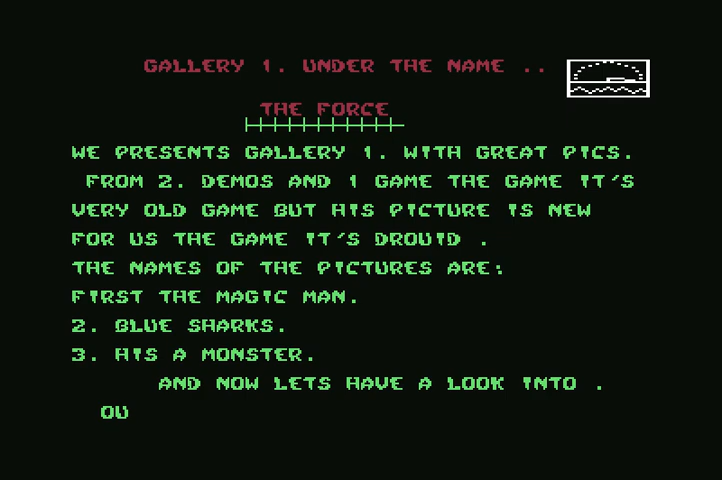 GALLERY 1. UNDER THE NAME ..
THE FORCE
WE PRESENTS GALLERY 1. WITH GREAT PICS.
FROM 2. DEMOS AND 1 GAME THE GAME IT'S
VERY OLD GAME BUT HIS PICTURE IS NEW
FOR US THE GAME IT'S DROUID .
THE NAMES OF THE PICTURES ARE:
FIRST THE MAGIC MAN.
2. BLUE SHARKS.
3. HIS A MONSTER.
AND NOW LETS HAVE A LOOK INTO .
OU